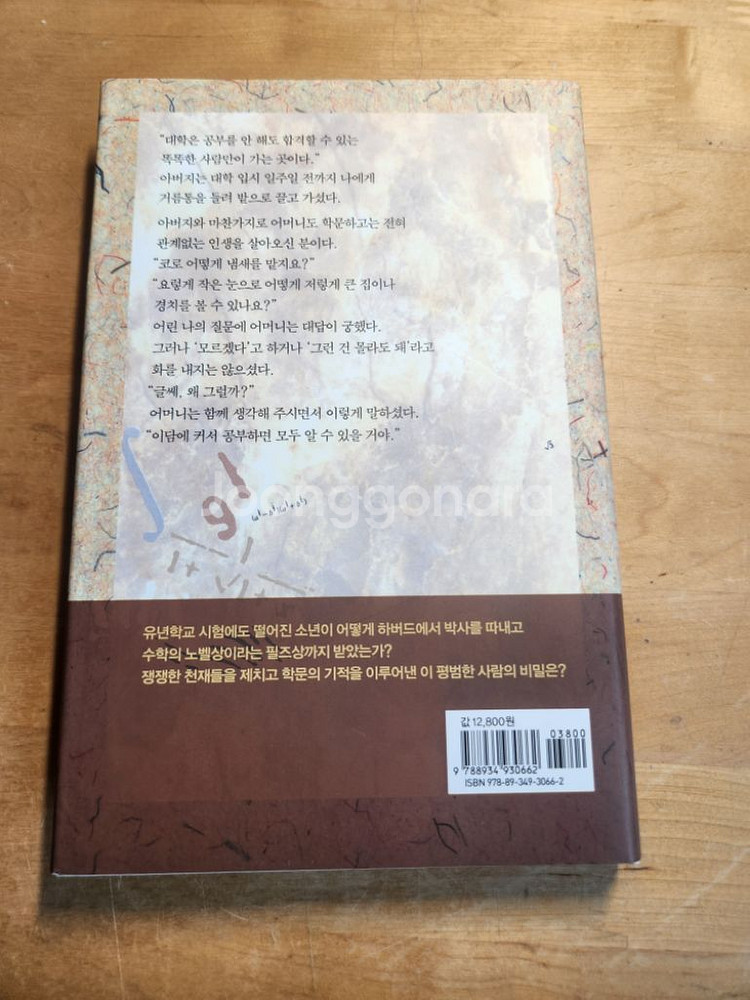 "대학은 공부를 안 해도 합격할 수 있는
똑똑한 사람만이 가는 곳이다."
아버지는 대학 입시 일주일 전까지 나에게
거름통을 들려 밭으로 끌고 가셨다.
아버지와 마찬가지로 어머니도 학문하고는 전혀
관계없는 인생을 살아오신 분이다.
"코로 어떻게 냄새를 맡지요?"
"요렇게 작은 눈으로 어떻게 저렇게 큰 집이나
경치를 볼 수 있나요?"
어린 나의 질문에 어머니는 대답이 궁했다.
그러나 '모르겠다'고 하거나 '그런 건 몰라도 돼'라고
화를 내지는 않으셨다.
"글쎄, 왜 그럴까?"
어머니는 함께 생각해 주시면서 이렇게 말하셨다.
"이담에 커서 공부하면 모두 알 수 있을 거야."
Joonggonara
유년학교 시험에도 떨어진 소년이 어떻게 하버드에서 박사를 따내고
수학의 노벨상이라는 필즈상까지 받았는가?
쟁쟁한 천재들을 제치고 학문의 기적을 이루어낸 이 평범한 사람의 비밀은?
값 12,800원
03800
9 788934 930662
ISBN 978-89-349-3066-2